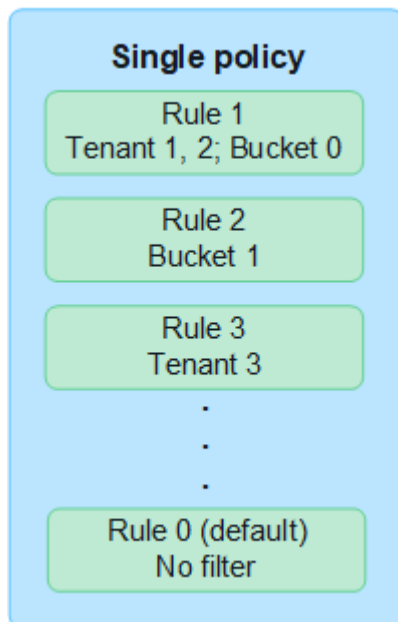 Single policy
Rule 1
Tenant 1, 2; Bucket 0
Rule 2
Bucket 1
Rule 3
Tenant 3
.
.
.
Rule 0 (default)
No filter